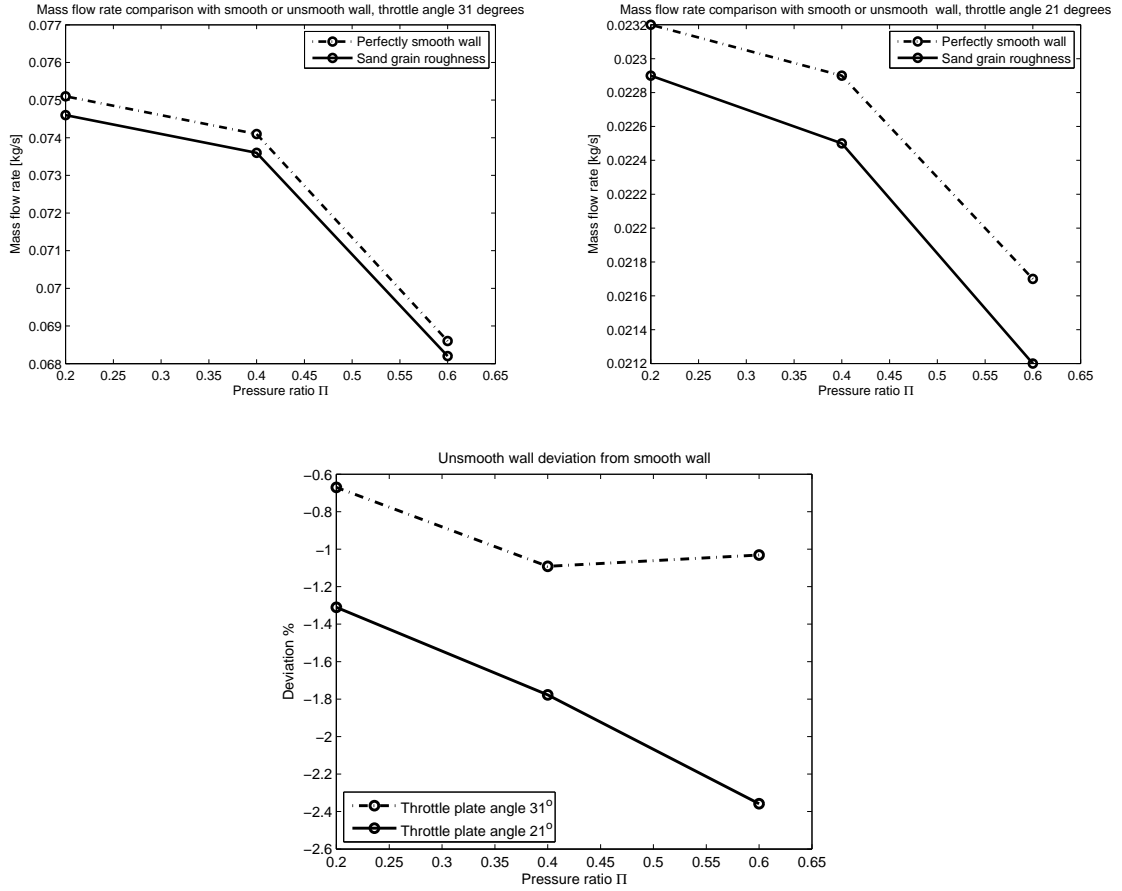 Mass flow rate comparison with smooth or unsmooth wall, throttle angle 31 degrees
0.077
0.076
0.075
0.074
0.073
0.072
0.071
0.07
0.069
0.068
Mass flow rate [kg/s]
Perfectly smooth wall
Sand grain roughness
0.2 0.25 0.3 0.35 0.4 0.45 0.5 0.55 0.6 0.65
Pressure ratio Π
Mass flow rate comparison with smooth or unsmooth wall, throttle angle 21 degrees
0.0232
0.023
0.0228
0.0226
0.0224
0.0222
0.022
0.0218
0.0216
0.0214
0.0212
Mass flow rate [kg/s]
Perfectly smooth wall
Sand grain roughness
0.2 0.25 0.3 0.35 0.4 0.45 0.5 0.55 0.6 0.65
Pressure ratio Π
Unsmooth wall deviation from smooth wall
−0.6
−0.8
−1
−1.2
−1.4
−1.6
−1.8
−2
−2.2
−2.4
−2.6
Deviation %
Throttle plate angle 31°
Throttle plate angle 21°
0.2 0.25 0.3 0.35 0.4 0.45 0.5 0.55 0.6 0.65
Pressure ratio Π